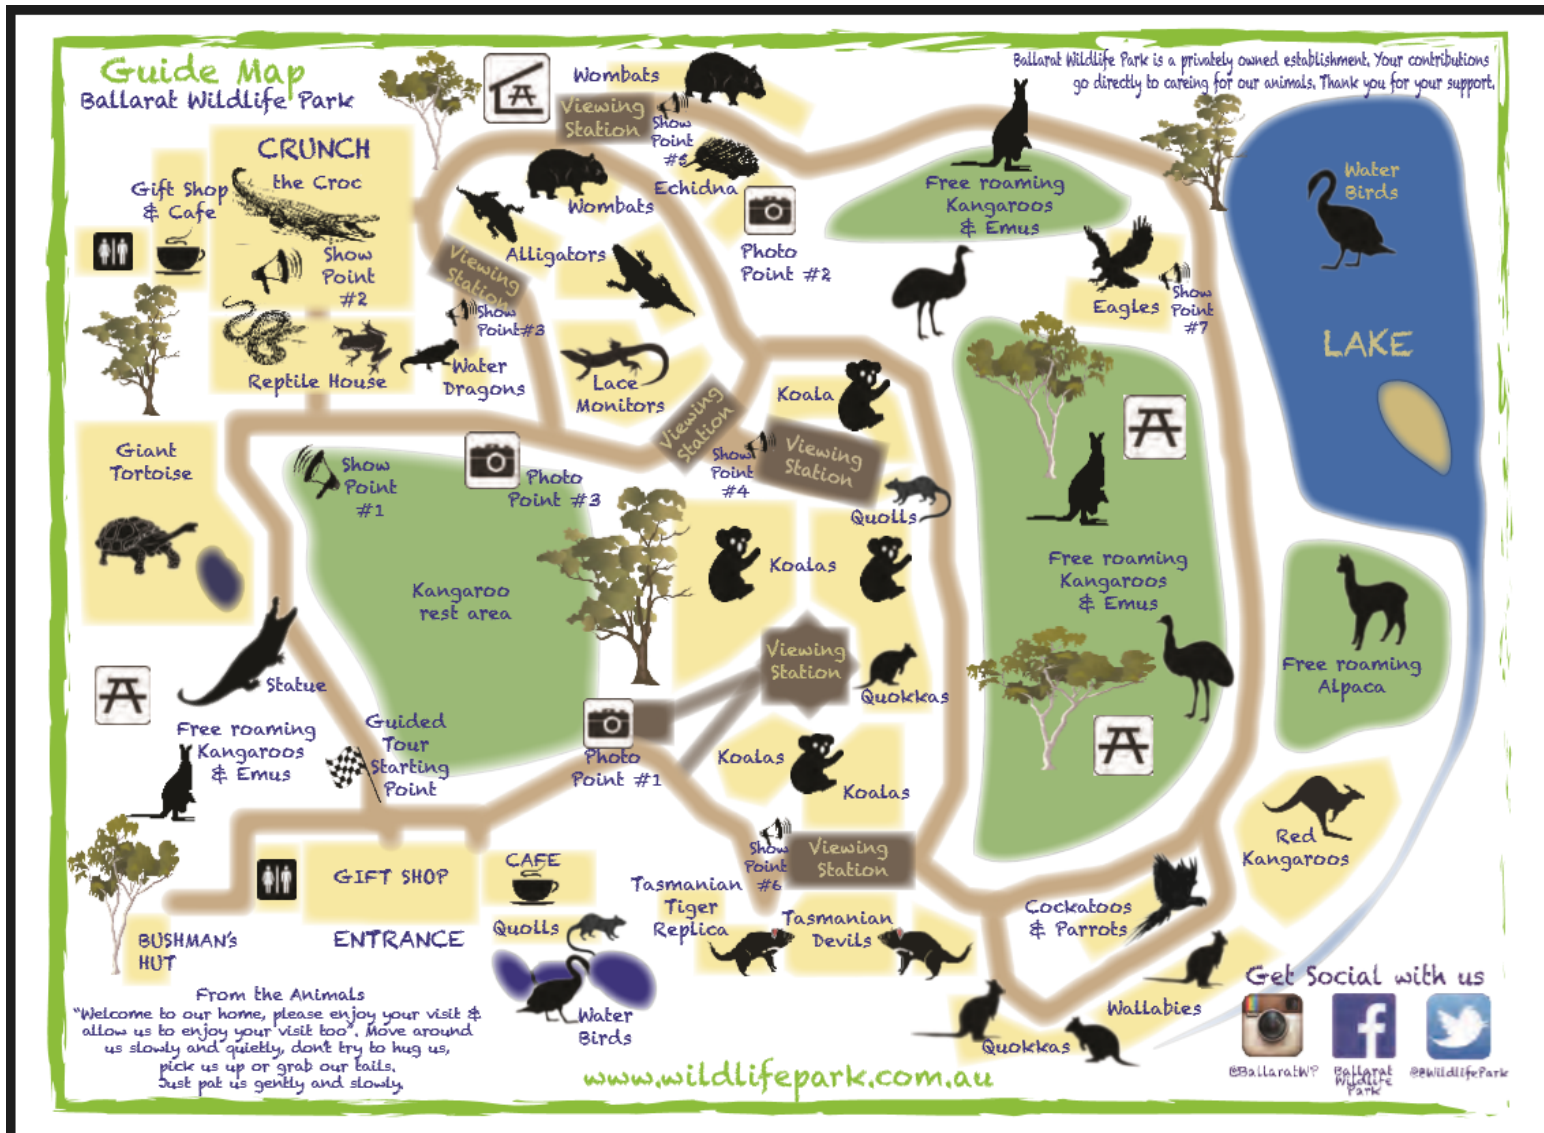 Guide Map
Ballarat Wildlife Park
Ballarat Wildlife Park is a privately owned establishment. Your contributions
go directly to careing for our animals. Thank you for your support.
Wombats
Viewing
Station
Show
Point
#5
Echidna
Wombats
Photo
Point #2
CRUNCH
the Croc
Show
Point
#2
Gift Shop
& Cafe
Reptile House
Alligators
Viewing
Station
Show
Point#3
Water
Dragons
Lace
Monitors
Free roaming
Kangaroos
& Emus
Eagles
Show
Point
#7
Water
Birds
LAKE
Koala
Viewing
Station
Show
Point
#4
Viewing
Station
Quolls
Giant
Tortoise
Show
Point
#1
Photo
Point #3
Kangaroo
rest area
Koalas
Viewing
Station
Quokkas
Free roaming
Kangaroos
& Emus
Free roaming
Alpaca
Statue
Free roaming
Kangaroos
& Emus
Guided
Tour
Starting
Point
Photo
Point #1
Koalas
Koalas
Show
Point
#6
Viewing
Station
Red
Kangaroos
GIFT SHOP
CAFE
ENTRANCE
Quolls
Water
Birds
BUSHMAN'S
HUT
Tasmanian
Tiger
Replica
Tasmanian
Devils
Cockatoos
& Parrots
Wallabies
Quokkas
From the Animals
"Welcome to our home, please enjoy your visit &
allow us to enjoy your visit too". Move around
us slowly and quietly, don't try to hug us,
pick us up or grab our tails.
Just pat us gently and slowly.
www.wildlifepark.com.au
Get Social with us
f
@BallaratWP
Ballarat
Wildlife
Park
@BWildlifePark